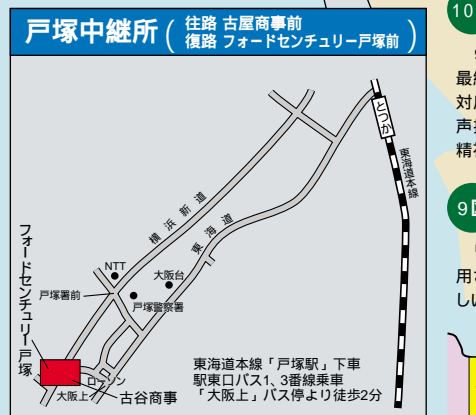 戸塚中継所(往路 古屋商事前
復路 フォードセンチュリー戸塚前)
とつか
東海道本線
横浜新道
東海道
フォードセンチュリー戸塚
NTT
大阪台
戸塚署前
戸塚警察署
ローソン
大阪上
古谷商事
東海道本線「戸塚駅」下車
駅東口バス1、3番線乗車
「大阪上」バス停より徒歩2分
10
最
対
声
精
9区
用
しい